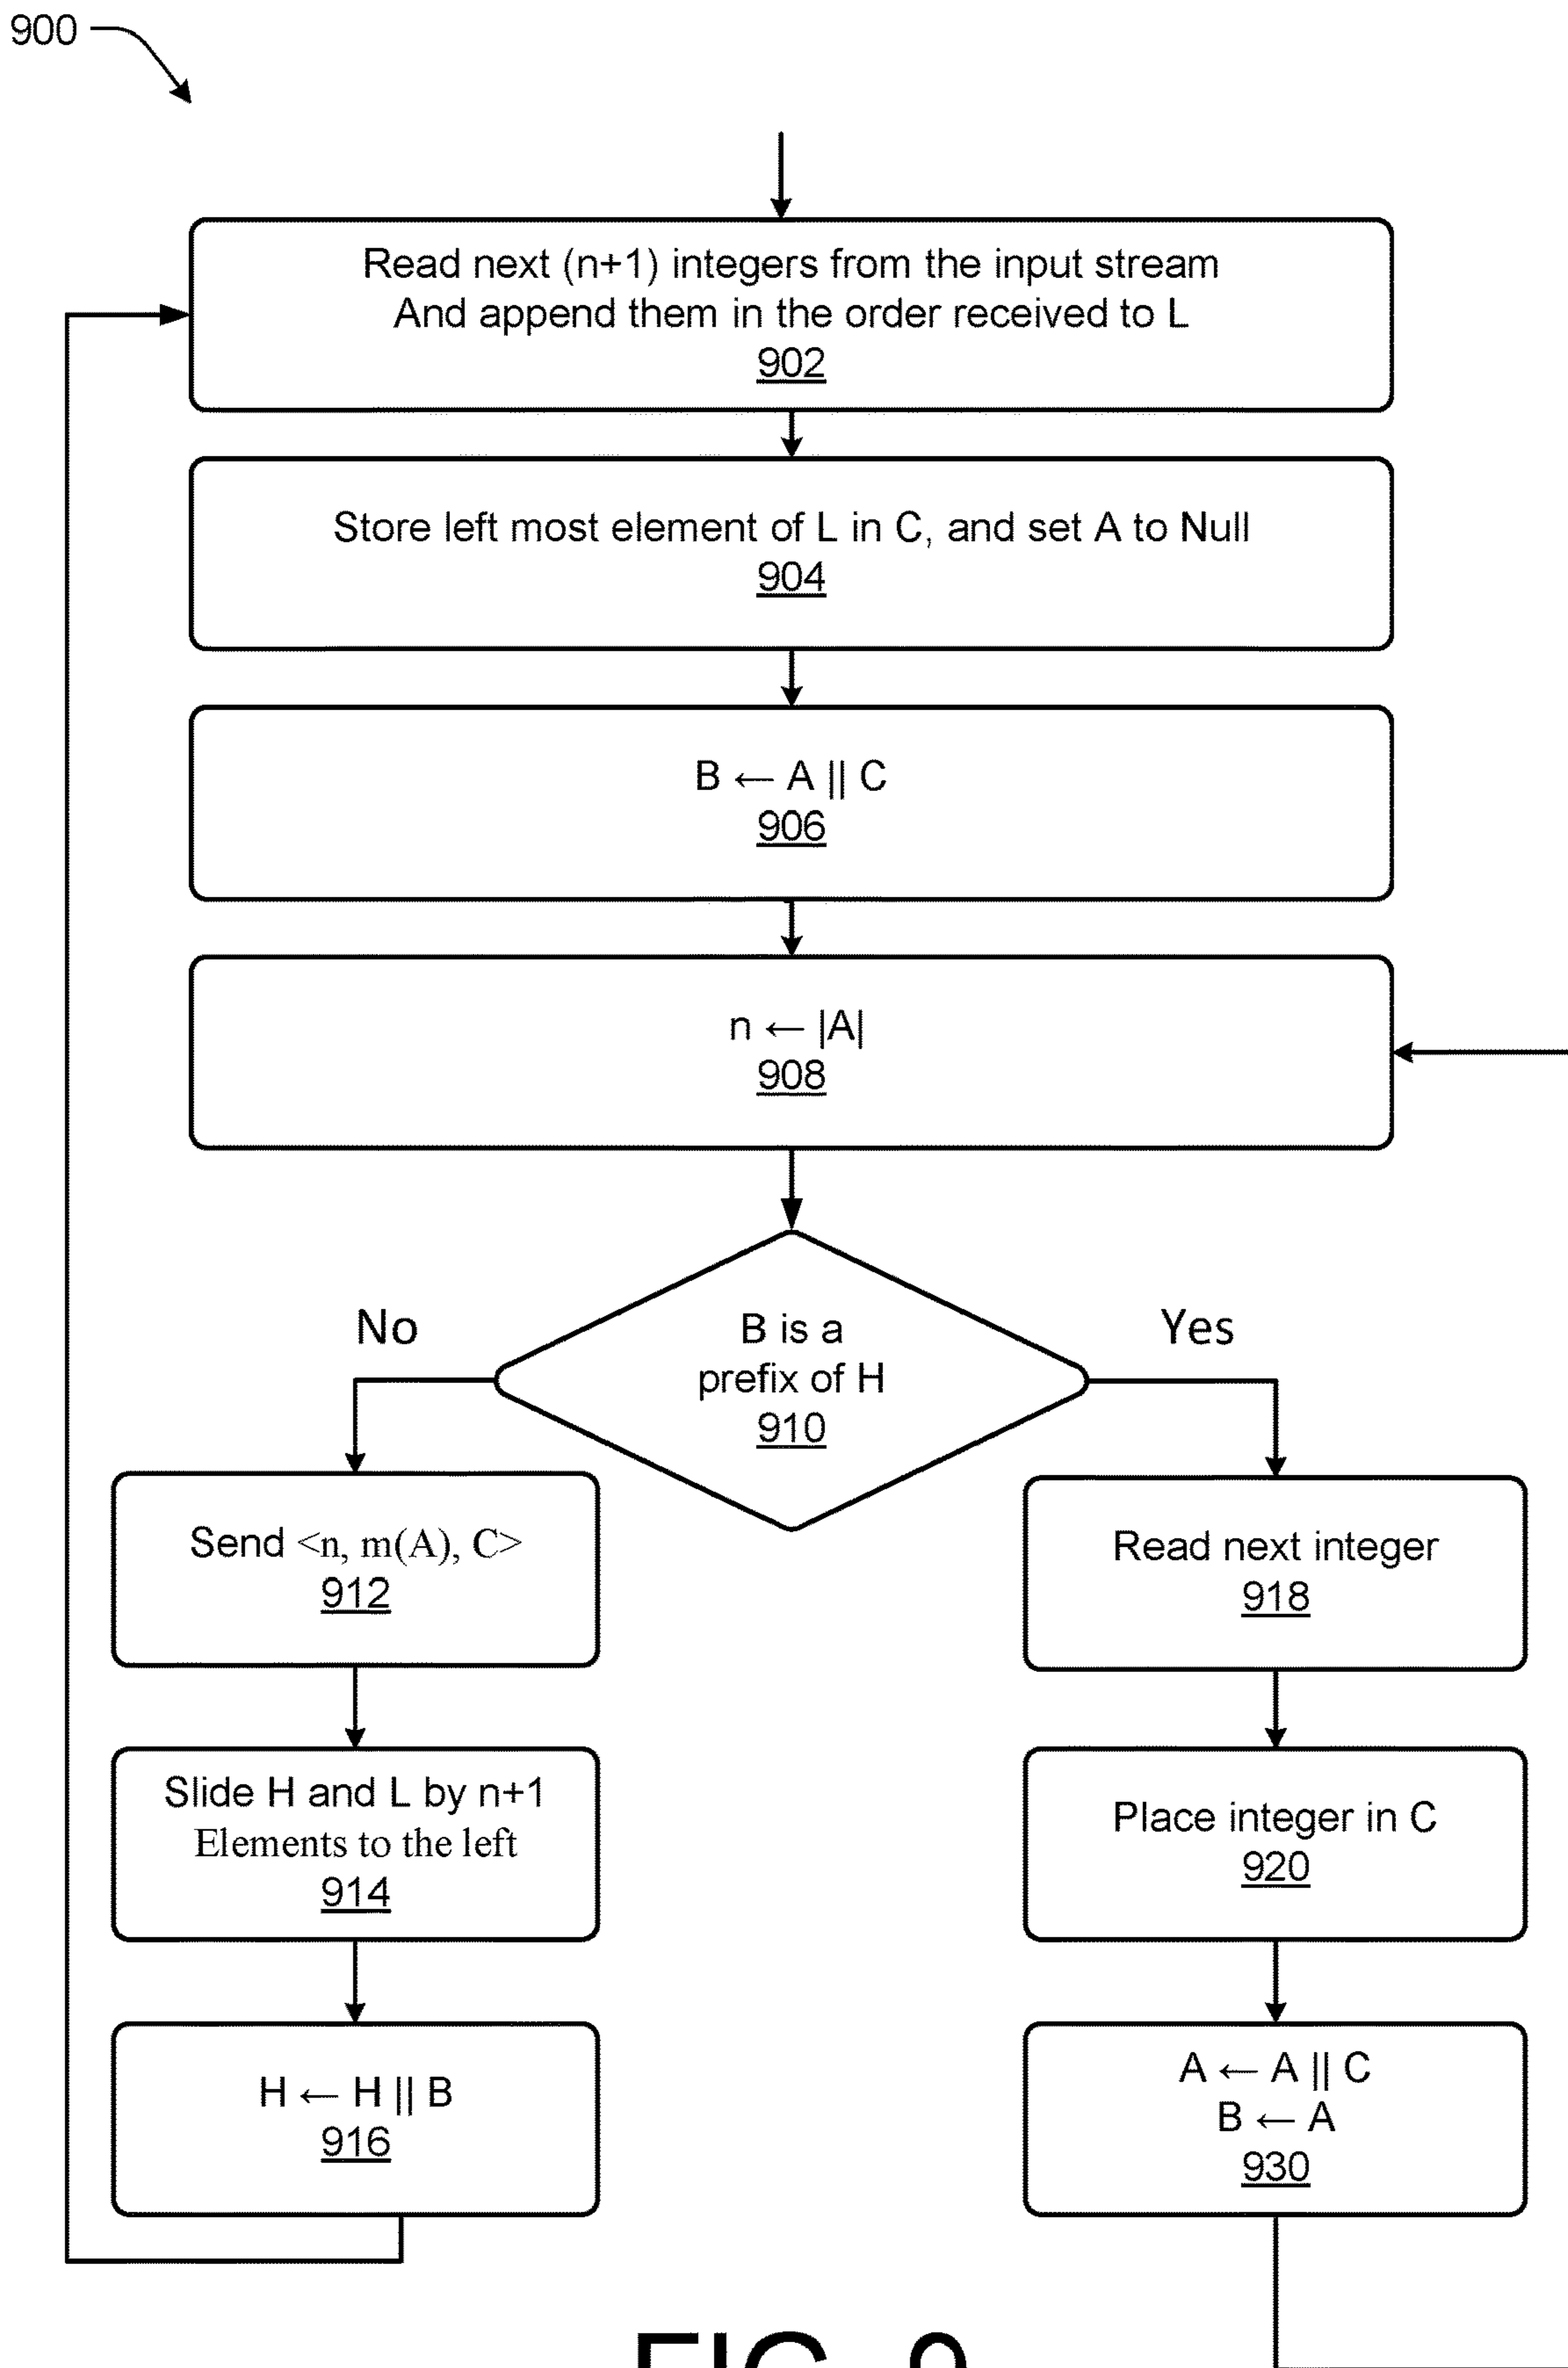 900
Read next (n+1) integers from the input stream
And append them in the order received to L
902
Store left most element of L in C, and set A to Null
904
B ← A || C
906
n ← |A|
908
B is a
prefix of H
910
No
Yes
Send <n, m(A), C>
912
Read next integer
918
Slide H and L by n+1
Elements to the left
914
Place integer in C
920
H ← H || B
916
A ← A || C
B ← A
930
FIG. 9